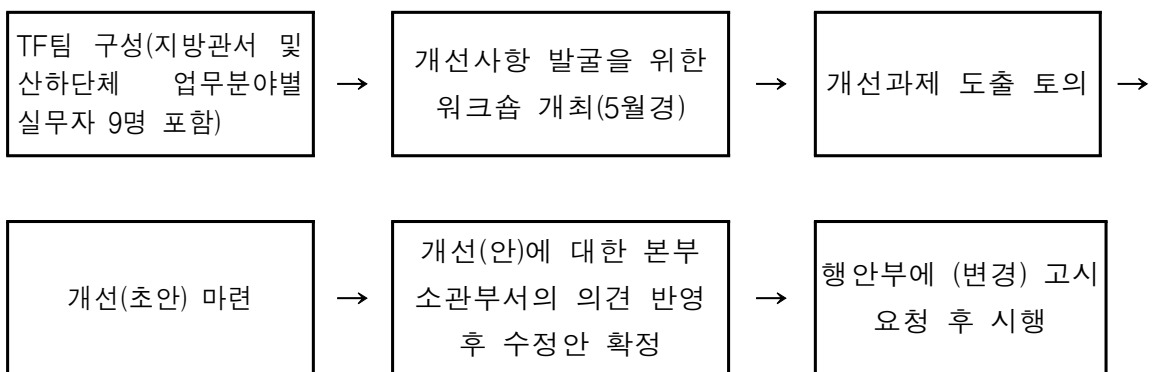 TF팀 구성(지방관서 및
산하단체 업무분야별
실무자 9명 포함)
→
개선사항 발굴을 위한
워크숍 개최(5월경)
→
개선과제 도출 토의
→
개선(초안) 마련
→
개선(안)에 대한 본부
소관부서의 의견 반영
후 수정안 확정
→
행안부에 (변경) 고시
요청 후 시행